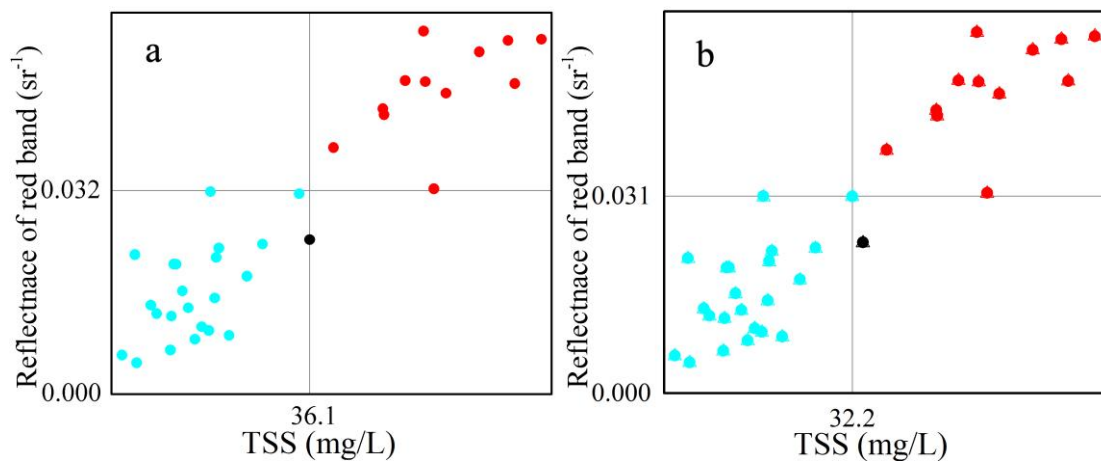 a
Reflectnace of red band (sr⁻¹)
0.032
0.000
36.1
TSS (mg/L)
b
Reflectnace of red band (sr⁻¹)
0.031
0.000
32.2
TSS (mg/L)